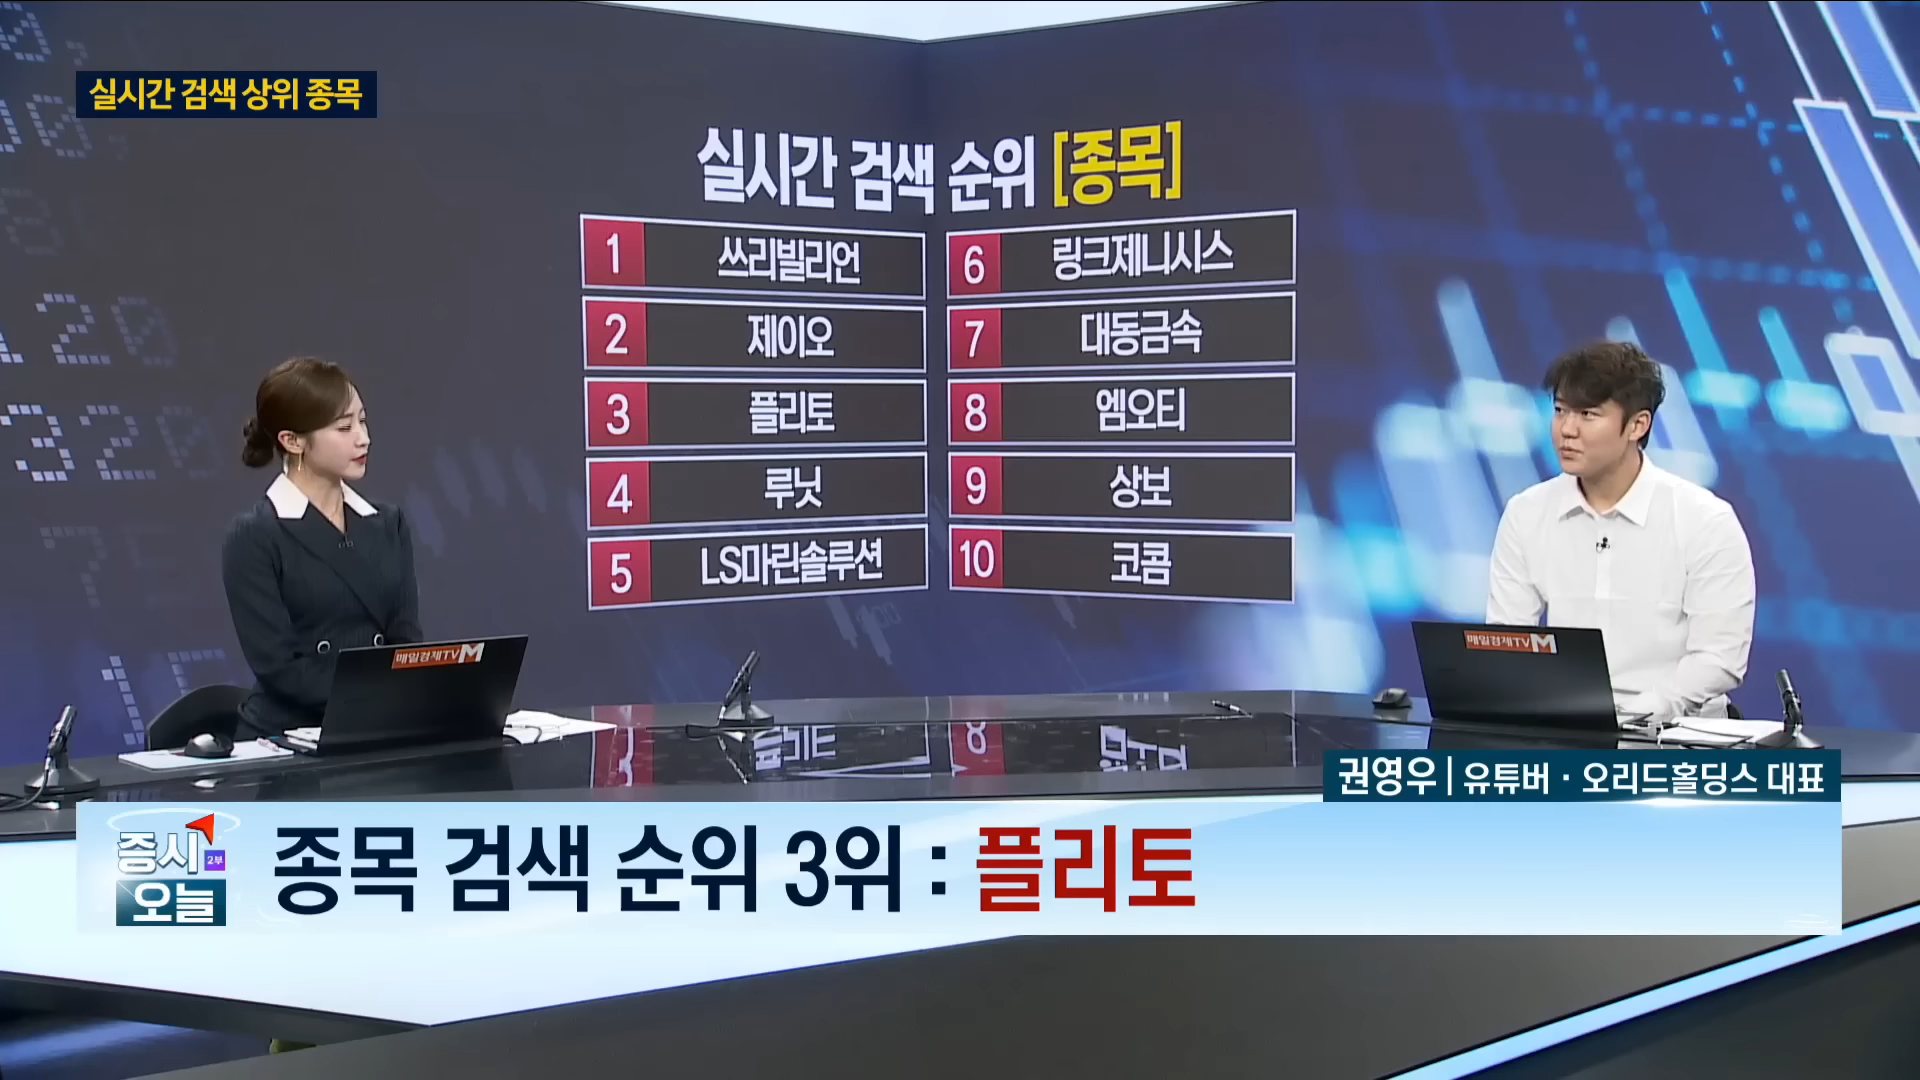 실시간 검색 상위 종목
실시간 검색 순위 [종목]
1 쓰리빌리언
2 제이오
3 플리토
4 루닛
5 LS마린솔루션
6 링크제니시스
7 대동금속
8 엠오티
9 상보
10 코콤
매일경제TV M
매일경제TV M
권영우 | 유튜버 · 오리드홀딩스 대표
증시 2부
오늘
종목 검색 순위 3위 : 플리토